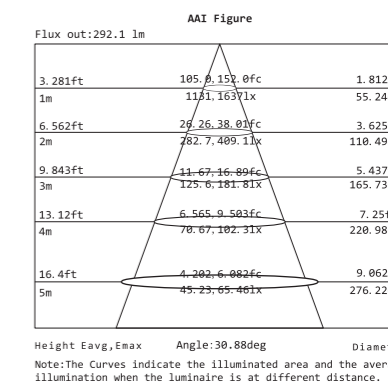 AAI Figure
Flux out:292.1 lm
3.281ft 105.0,152.0fc 1.812
1m 1131,1637lx 55.24
6.562ft 26.26,38.01fc 3.625
2m 282.7,409.1lx 110.49
9.843ft 11.67,16.89fc 5.437
3m 125.6,181.8lx 165.73
13.12ft 6.565,9.503fc 7.25f
4m 70.67,102.3lx 220.98
16.4ft 4.202,6.082fc 9.062
5m 45.23,65.46lx 276.22
Height Eavg,Emax Angle:30.88deg Diamet
Note:The Curves indicate the illuminated area and the aver
illumination when the luminaire is at different distance.